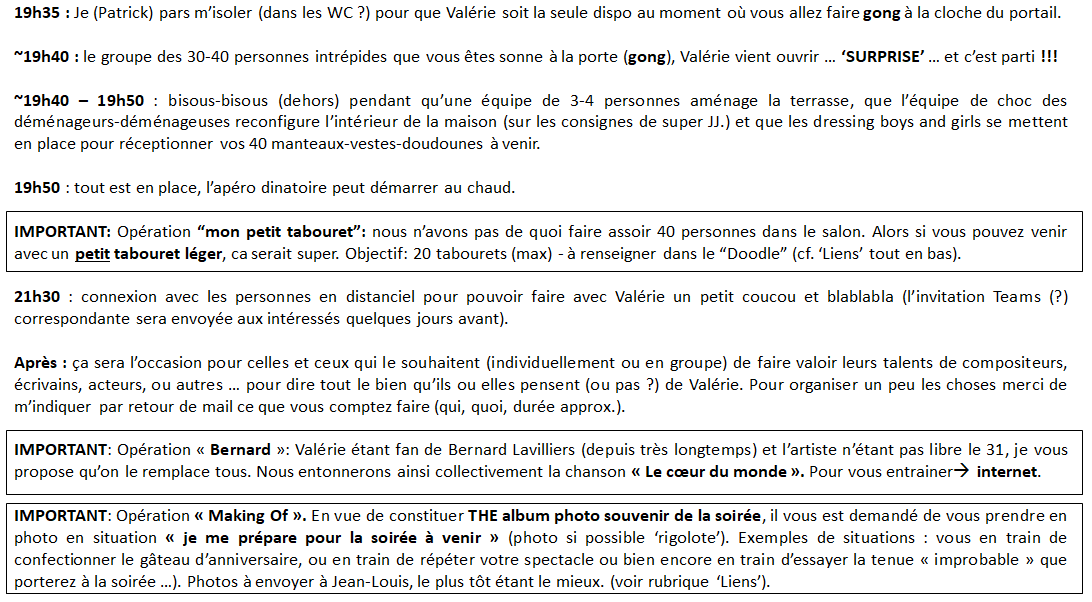 19h35 : Je (Patrick) pars m’isoler (dans les WC ?) pour que Valérie soit la seule dispo au moment où vous allez faire gong à la cloche du portail.
~19h40 : le groupe des 30-40 personnes intrépides que vous êtes sonne à la porte (gong), Valérie vient ouvrir … ‘SURPRISE’ … et c’est parti !!!
~19h40 – 19h50 : bisous-bisous (dehors) pendant qu’une équipe de 3-4 personnes aménage la terrasse, que l’équipe de choc des
déménageurs-déménageuses reconfigure l’intérieur de la maison (sur les consignes de super JJ.) et que les dressing boys and girls se mettent
en place pour réceptionner vos 40 manteaux-vestes-doudounes à venir.
19h50 : tout est en place, l’apéro dinatoire peut démarrer au chaud.
IMPORTANT: Opération “mon petit tabouret”: nous n’avons pas de quoi faire assoir 40 personnes dans le salon. Alors si vous pouvez venir
avec un petit tabouret léger, ca serait super. Objectif: 20 tabourets (max) - à renseigner dans le “Doodle” (cf. ‘Liens’ tout en bas).
21h30 : connexion avec les personnes en distanciel pour pouvoir faire avec Valérie un petit coucou et blablabla (l’invitation Teams (?)
correspondante sera envoyée aux intéressés quelques jours avant).
Après : ça sera l’occasion pour celles et ceux qui le souhaitent (individuellement ou en groupe) de faire valoir leurs talents de compositeurs,
écrivains, acteurs, ou autres … pour dire tout le bien qu’ils ou elles pensent (ou pas ?) de Valérie. Pour organiser un peu les choses merci de
m’indiquer par retour de mail ce que vous comptez faire (qui, quoi, durée approx.).
IMPORTANT: Opération « Bernard »: Valérie étant fan de Bernard Lavilliers (depuis très longtemps) et l’artiste n’étant pas libre le 31, je vous
propose qu’on le remplace tous. Nous entonnerons ainsi collectivement la chanson « Le cœur du monde ». Pour vous entrainer→ internet.
IMPORTANT: Opération « Making Of ». En vue de constituer THE album photo souvenir de la soirée, il vous est demandé de vous prendre en
photo en situation « je me prépare pour la soirée à venir » (photo si possible ‘rigolote’). Exemples de situations : vous en train de
confectionner le gâteau d’anniversaire, ou en train de répéter votre spectacle ou bien encore en train d’essayer la tenue « improbable » que
porterez à la soirée …). Photos à envoyer à Jean-Louis, le plus tôt étant le mieux. (voir rubrique ‘Liens’).